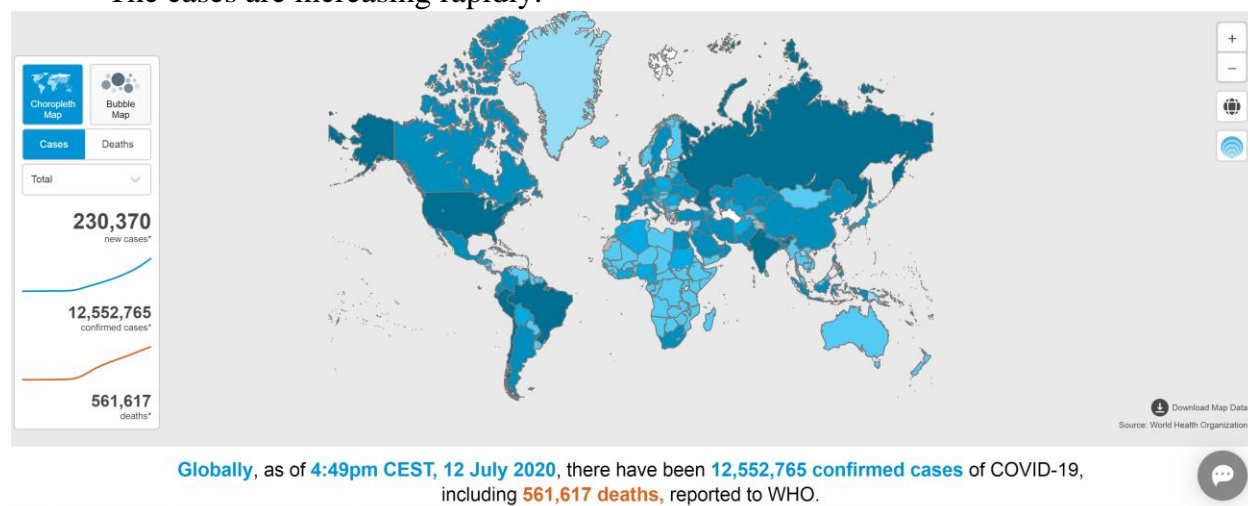 The cases are increasing rapidly.
+
−
Choropleth
Map
Bubble
Map
Cases
Deaths
Total
230,370
new cases*
12,552,765
confirmed cases*
561,617
deaths*
Download Map Data
Source: World Health Organization
Globally, as of 4:49pm CEST, 12 July 2020, there have been 12,552,765 confirmed cases of COVID-19,
including 561,617 deaths, reported to WHO.